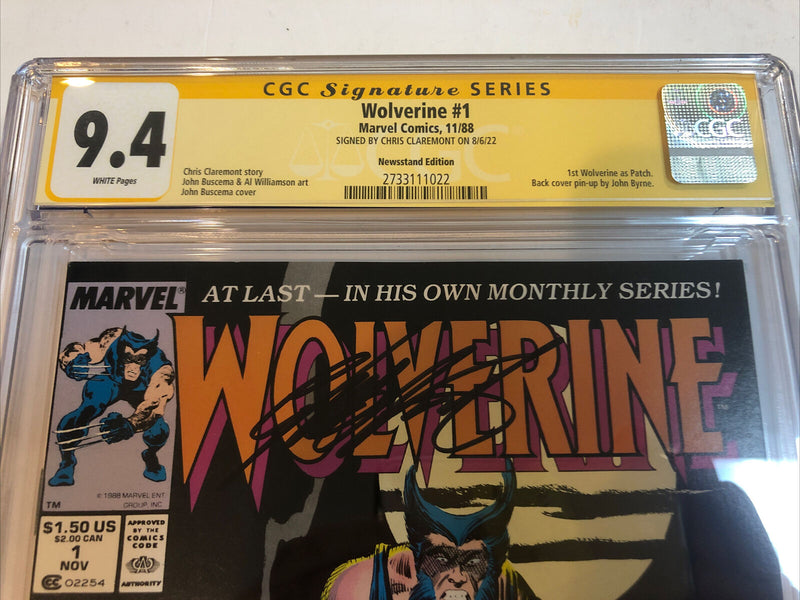 CGC Signature SERIES
Wolverine #1
Marvel Comics, 11/88
SIGNED BY CHRIS CLAREMONT ON 8/6/22
Newsstand Edition
9.4
WHITE Pages
Chris Claremont story
John Buscema & Al Williamson art
John Buscema cover
2733111022
1st Wolverine as Patch.
Back cover pin-up by John Byrne.
CGC
MARVEL®
AT LAST — IN HIS OWN MONTHLY SERIES!
WOLVERINE
TM
TM
© 1988 MARVEL ENT.
GROUP, INC
$1.50 US
$2.00 CAN
1
NOV
CC 02254
APPROVED
BY THE
COMICS
CODE
AUTHORITY